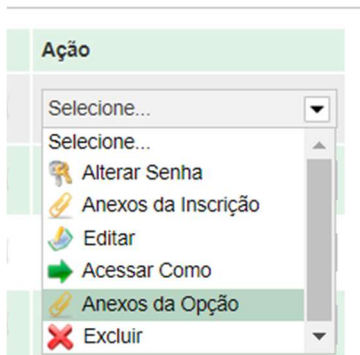 Ação
Selecione...
Selecione...
Alterar Senha
Anexos da Inscrição
Editar
Acessar Como
Anexos da Opção
Excluir